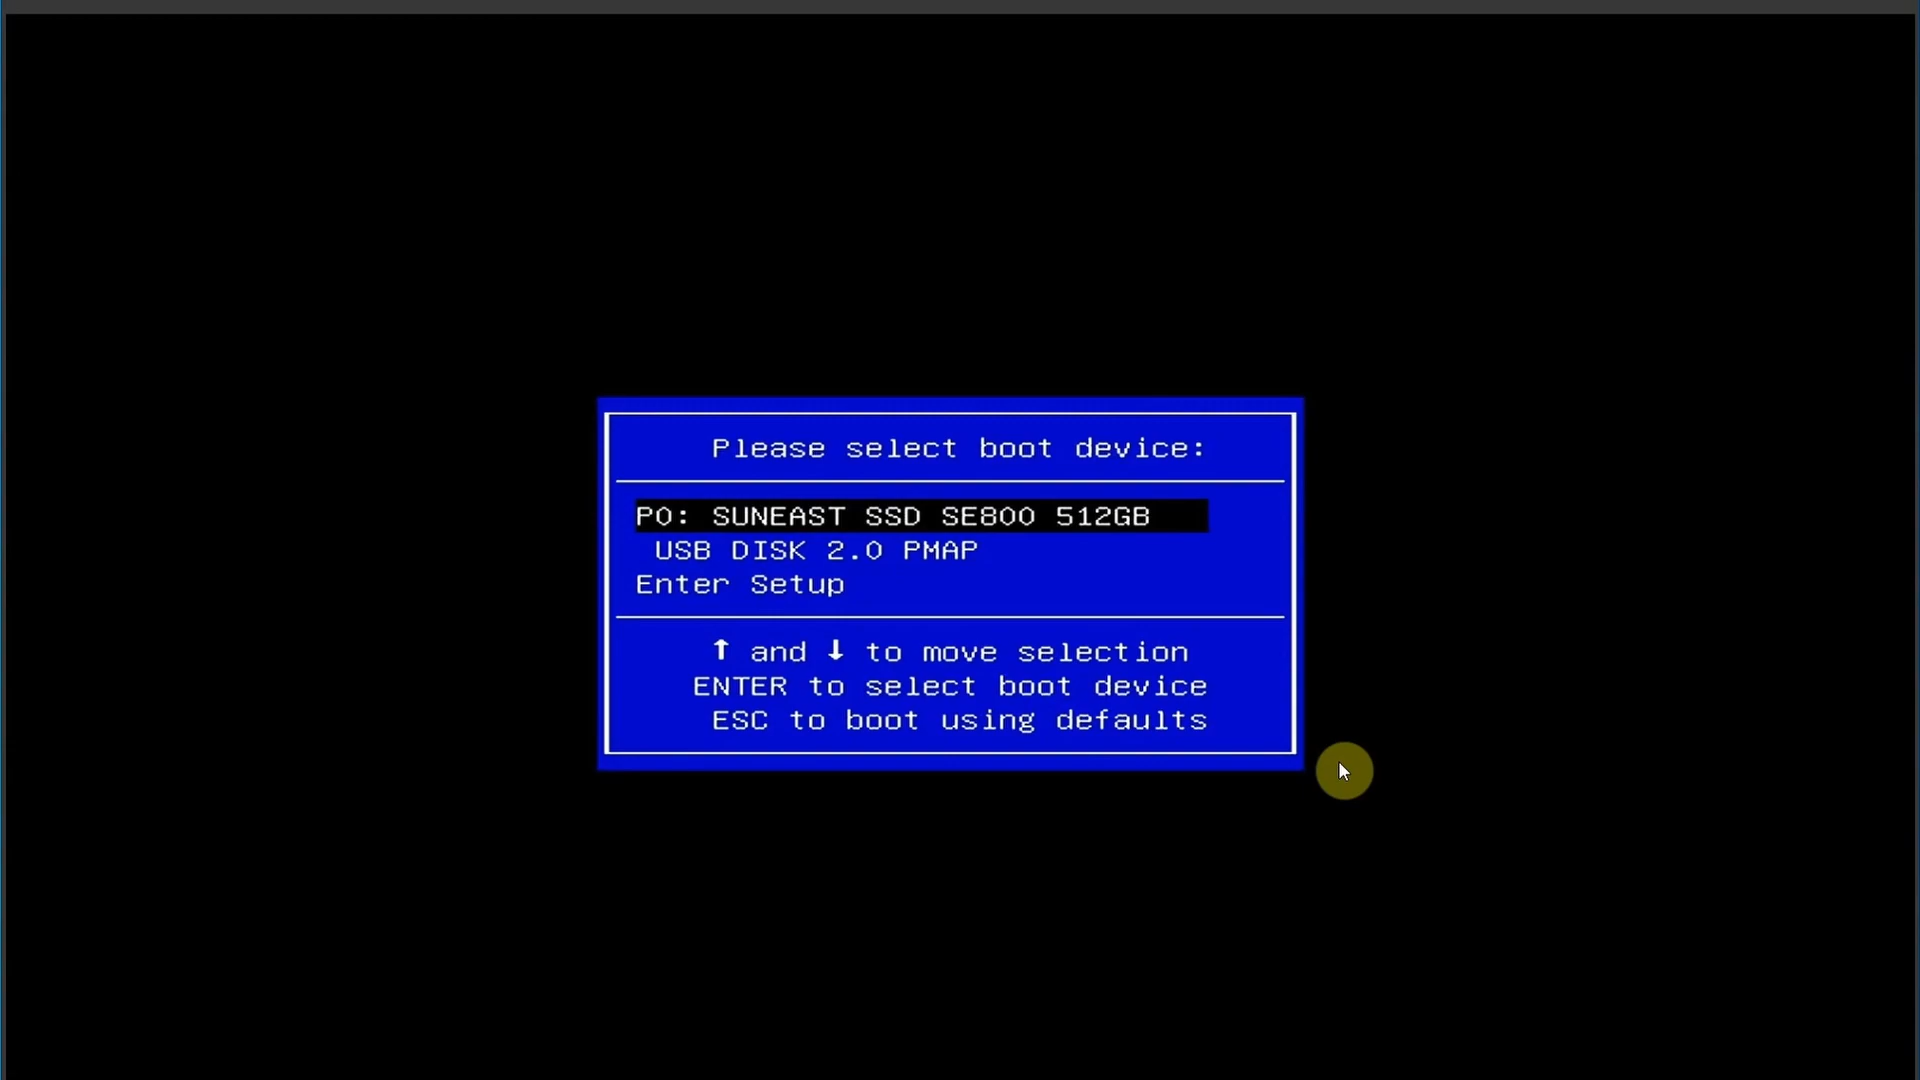 Please select boot device:
P0: SUNEAST SSD SE800 512GB
USB DISK 2.0 PMAP
Enter Setup
↑ and ↓ to move selection
ENTER to select boot device
ESC to boot using defaults